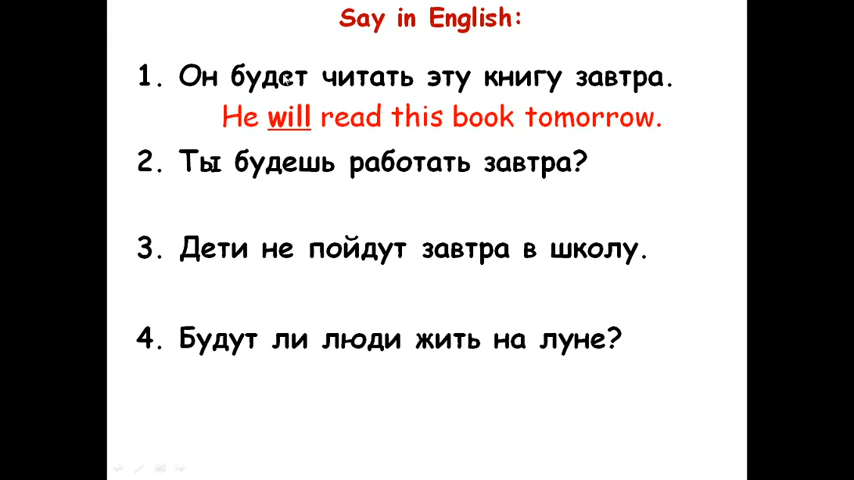 Say in English:
1. Он будет читать эту книгу завтра.
He will read this book tomorrow.
2. Ты будешь работать завтра?
3. Дети не пойдут завтра в школу.
4. Будут ли люди жить на луне?